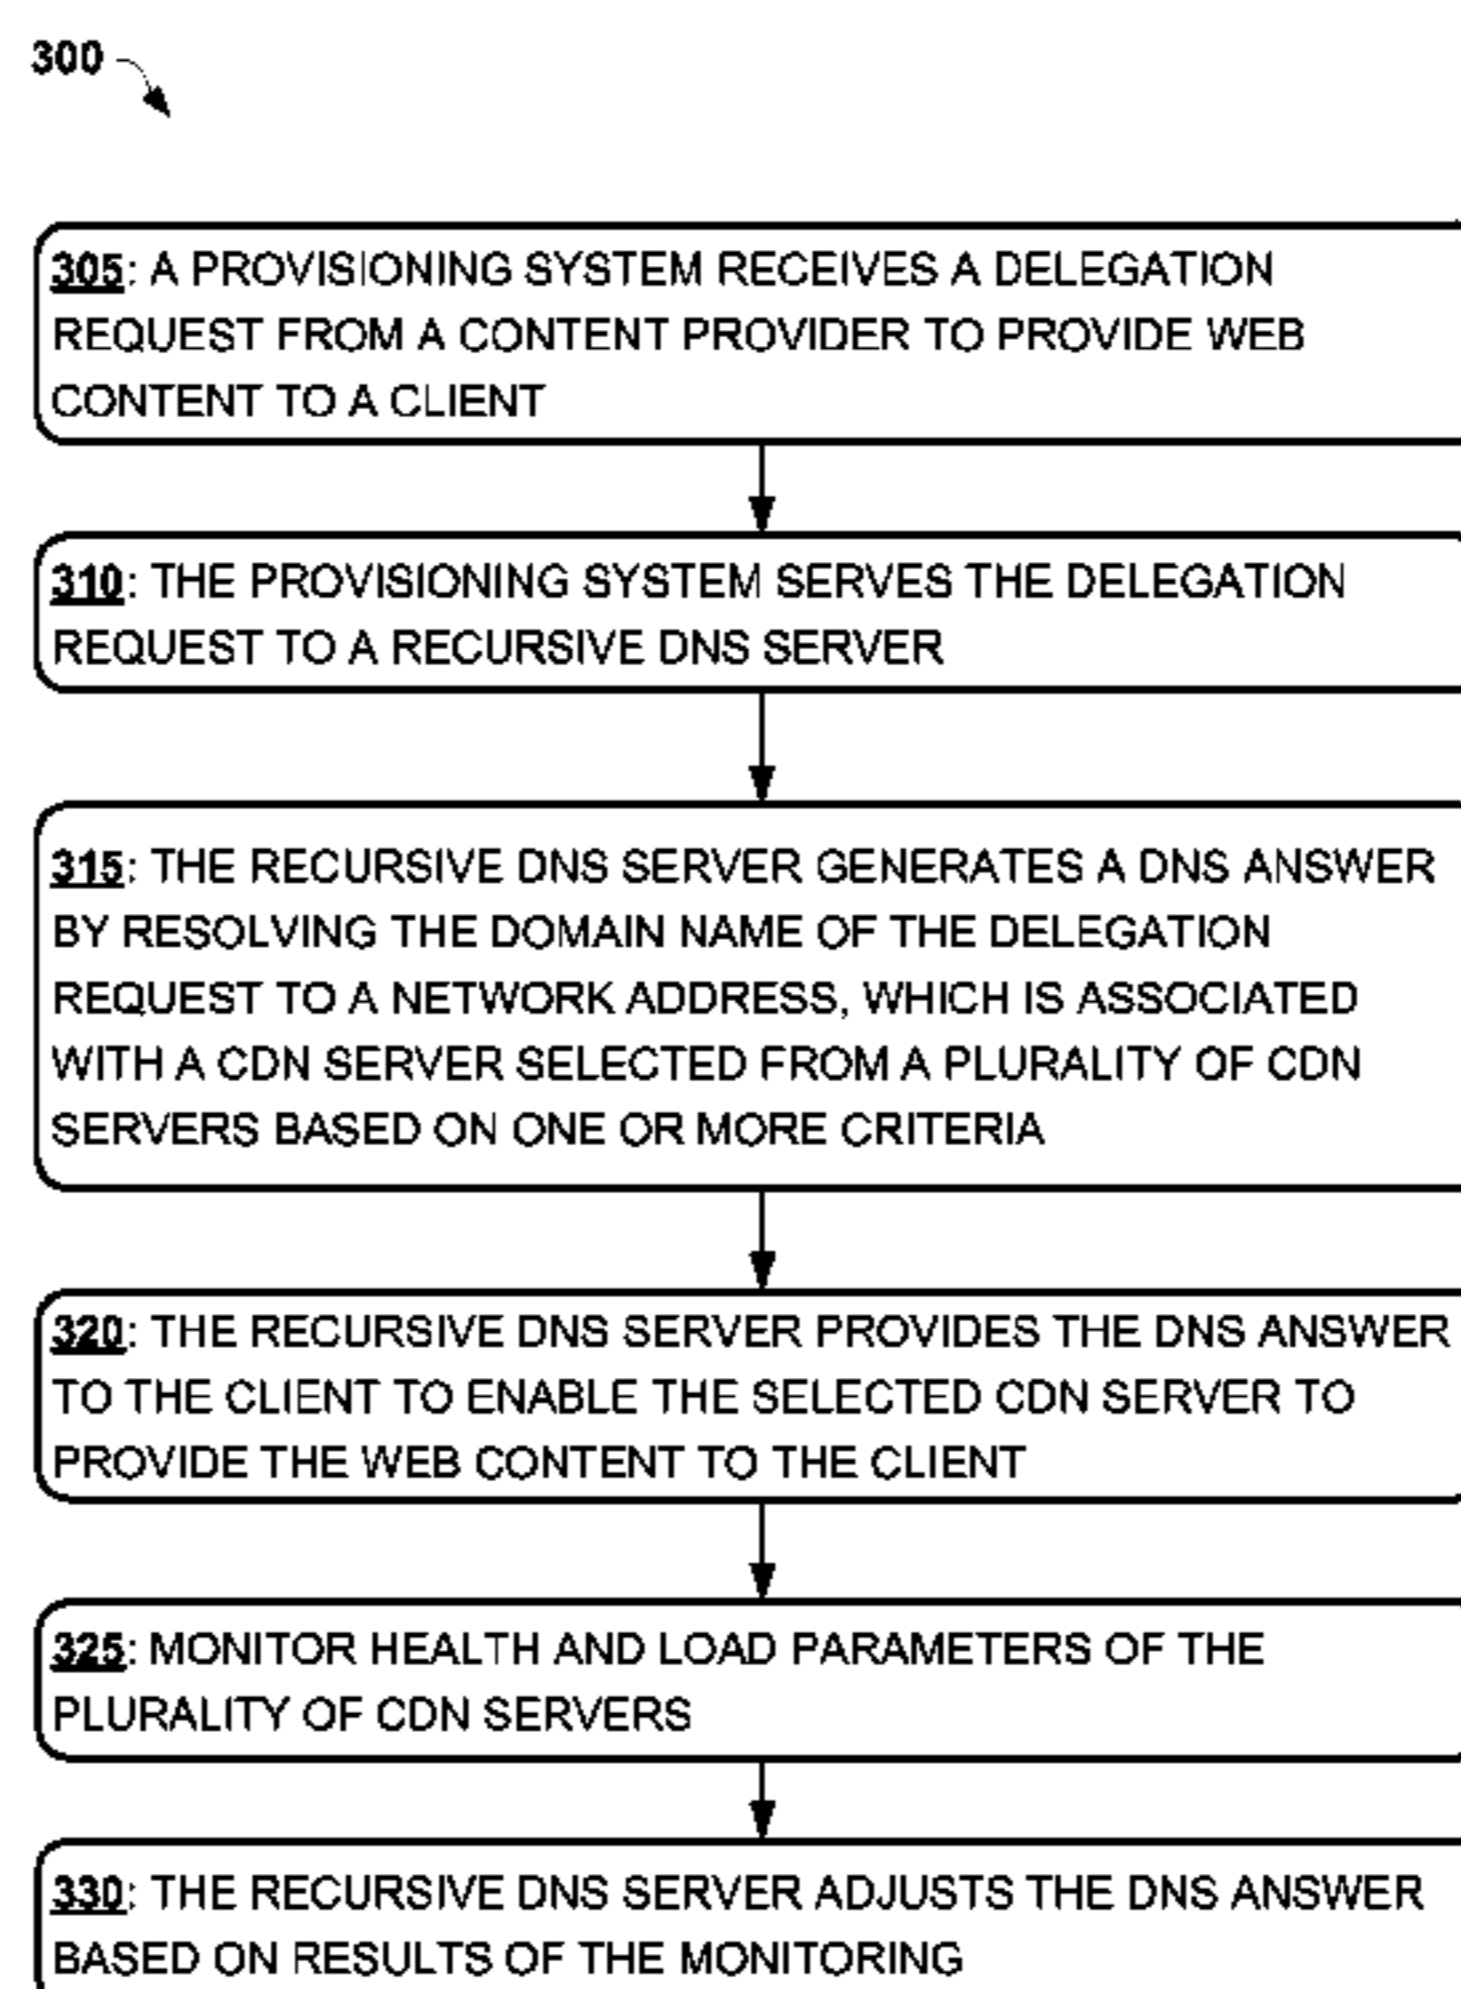 300
305: A PROVISIONING SYSTEM RECEIVES A DELEGATION
REQUEST FROM A CONTENT PROVIDER TO PROVIDE WEB
CONTENT TO A CLIENT
310: THE PROVISIONING SYSTEM SERVES THE DELEGATION
REQUEST TO A RECURSIVE DNS SERVER
315: THE RECURSIVE DNS SERVER GENERATES A DNS ANSWER
BY RESOLVING THE DOMAIN NAME OF THE DELEGATION
REQUEST TO A NETWORK ADDRESS, WHICH IS ASSOCIATED
WITH A CDN SERVER SELECTED FROM A PLURALITY OF CDN
SERVERS BASED ON ONE OR MORE CRITERIA
320: THE RECURSIVE DNS SERVER PROVIDES THE DNS ANSWER
TO THE CLIENT TO ENABLE THE SELECTED CDN SERVER TO
PROVIDE THE WEB CONTENT TO THE CLIENT
325: MONITOR HEALTH AND LOAD PARAMETERS OF THE
PLURALITY OF CDN SERVERS
330: THE RECURSIVE DNS SERVER ADJUSTS THE DNS ANSWER
BASED ON RESULTS OF THE MONITORING